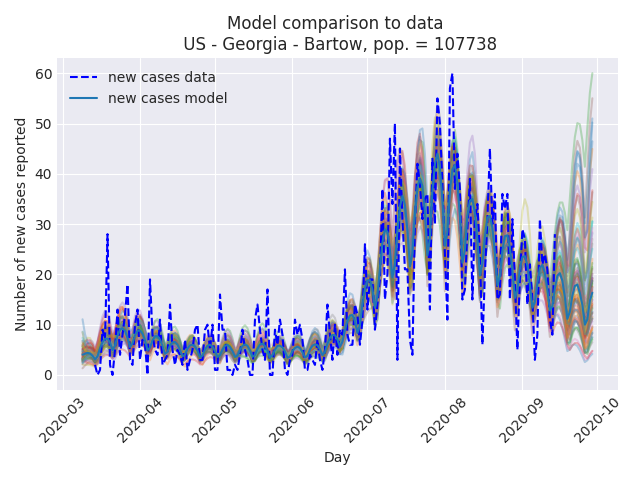 Model comparison to data
US - Georgia - Bartow, pop. = 107738
new cases data
new cases model
Number of new cases reported
60
50
40
30
20
10
0
2020-03
2020-04
2020-05
2020-06
2020-07
2020-08
2020-09
2020-10
Day